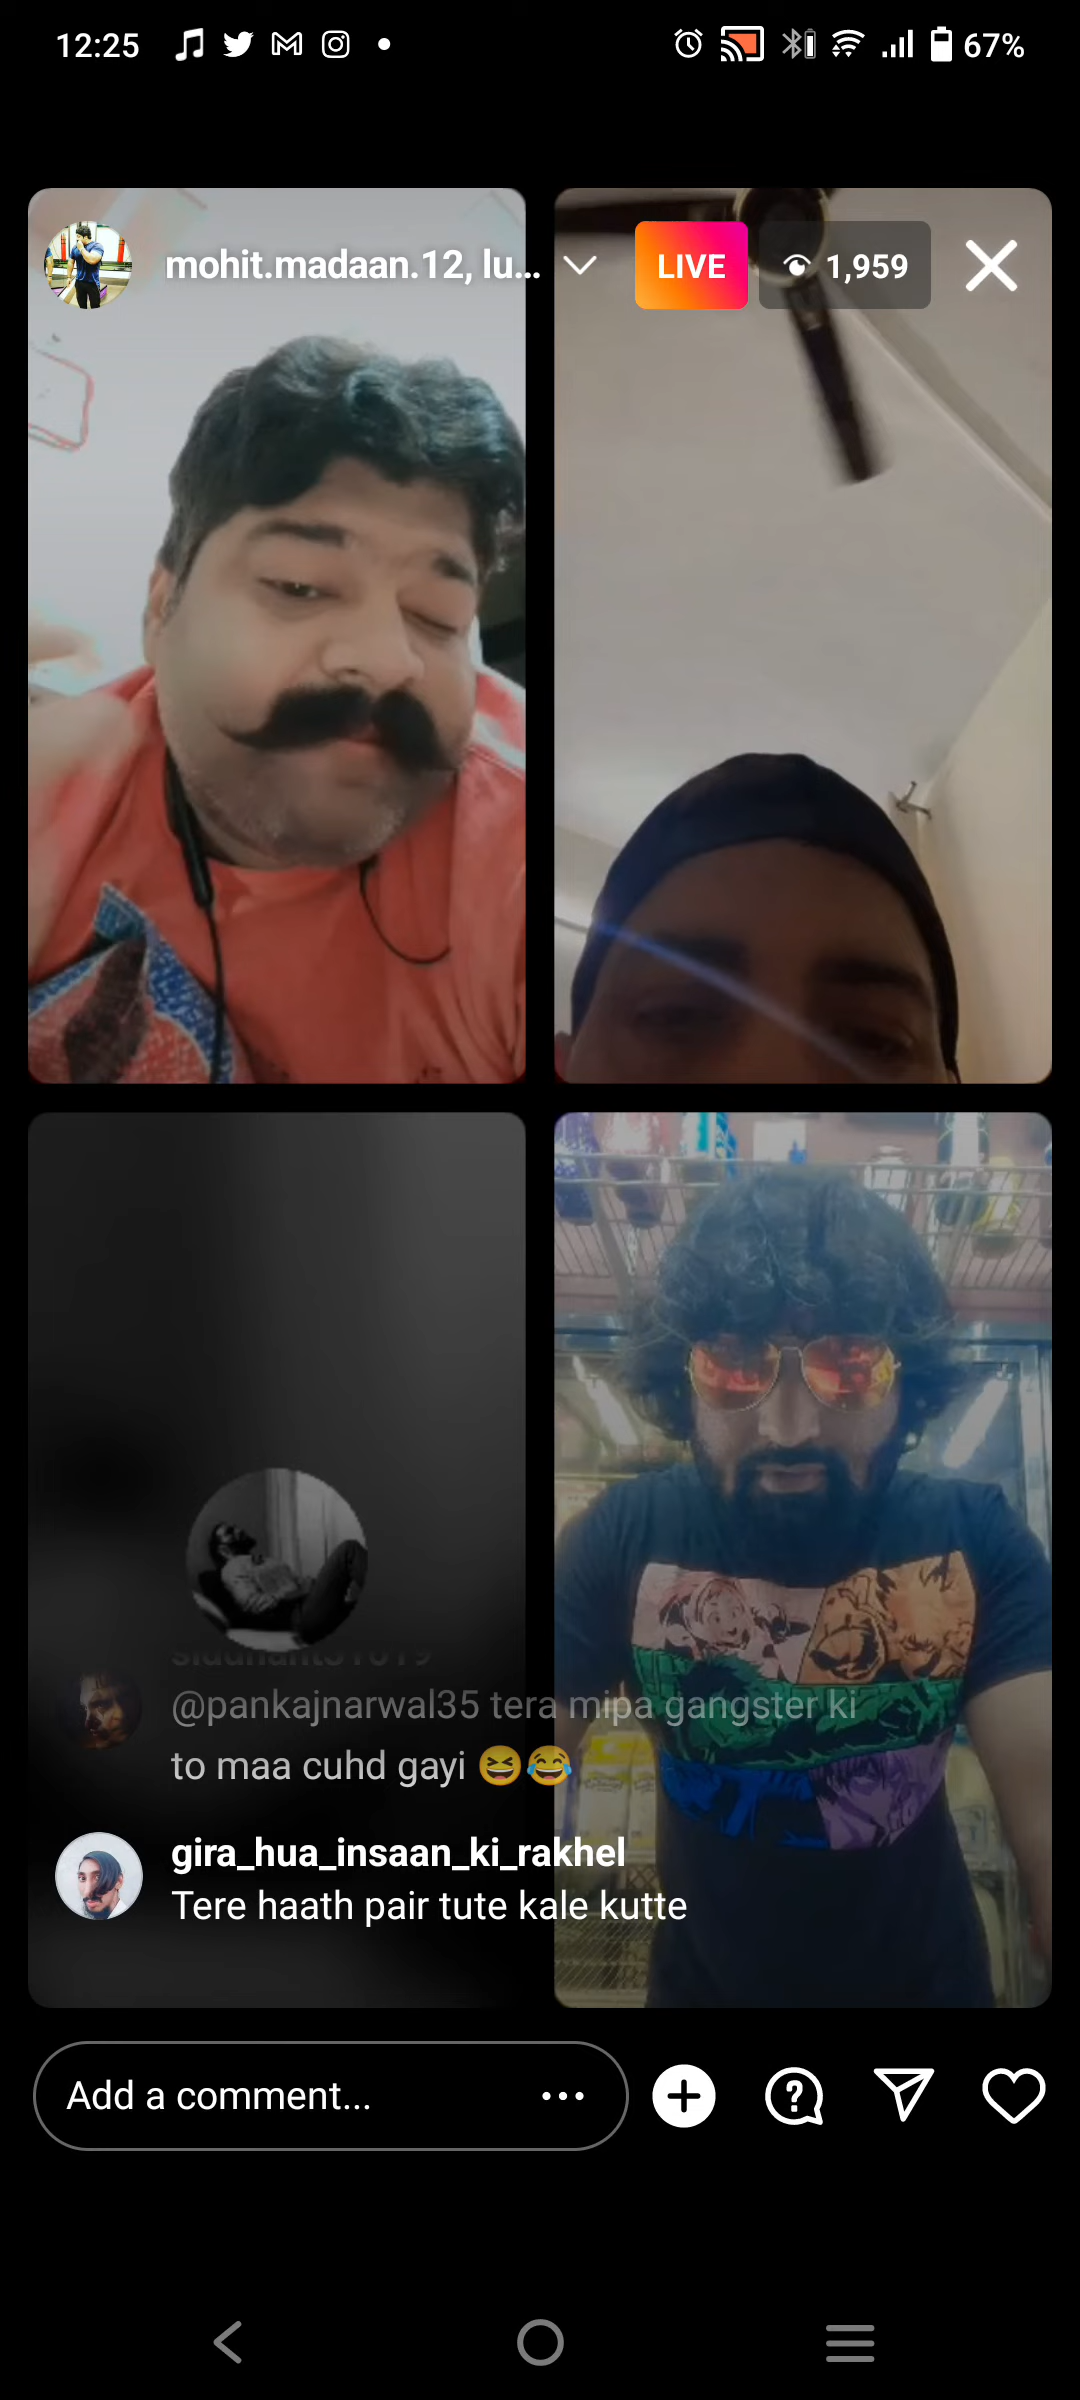 12:25
67%
mohit.madaan.12, lu...
LIVE
1,959
siddhant31019
@pankajnarwal35 tera mipa gangster ki
to maa cuhd gayi 😆😂
gira_hua_insaan_ki_rakhel
Tere haath pair tute kale kutte
Add a comment...